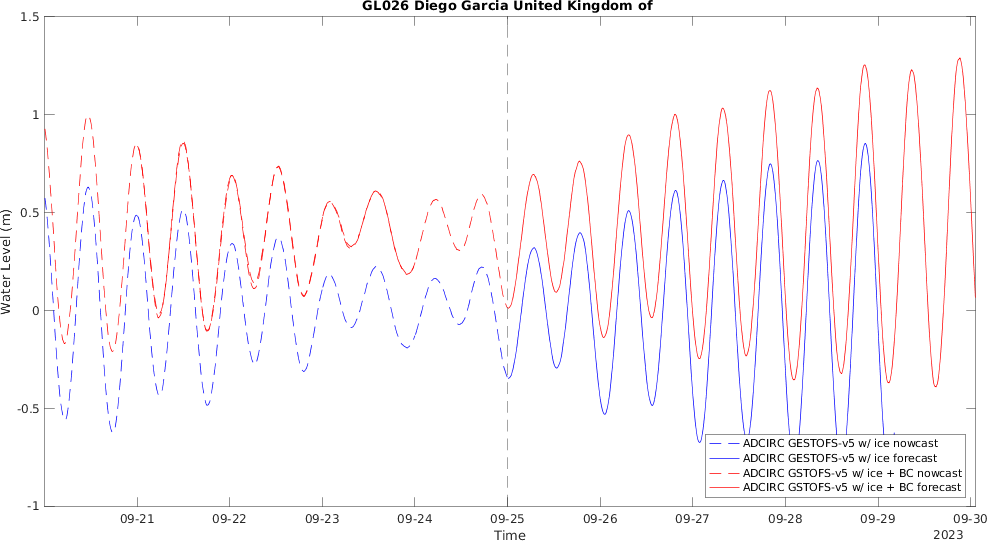 GL026 Diego Garcia United Kingdom of
1.5
1
0.5
0
-0.5
-1
Water Level (m)
09-21
09-22
09-23
09-24
09-25
09-26
09-27
09-28
09-29
09-30
Time
2023
ADCIRC GESTOFS-v5 w/ ice nowcast
ADCIRC GESTOFS-v5 w/ ice forecast
ADCIRC GSTOFS-v5 w/ ice + BC nowcast
ADCIRC GSTOFS-v5 w/ ice + BC forecast